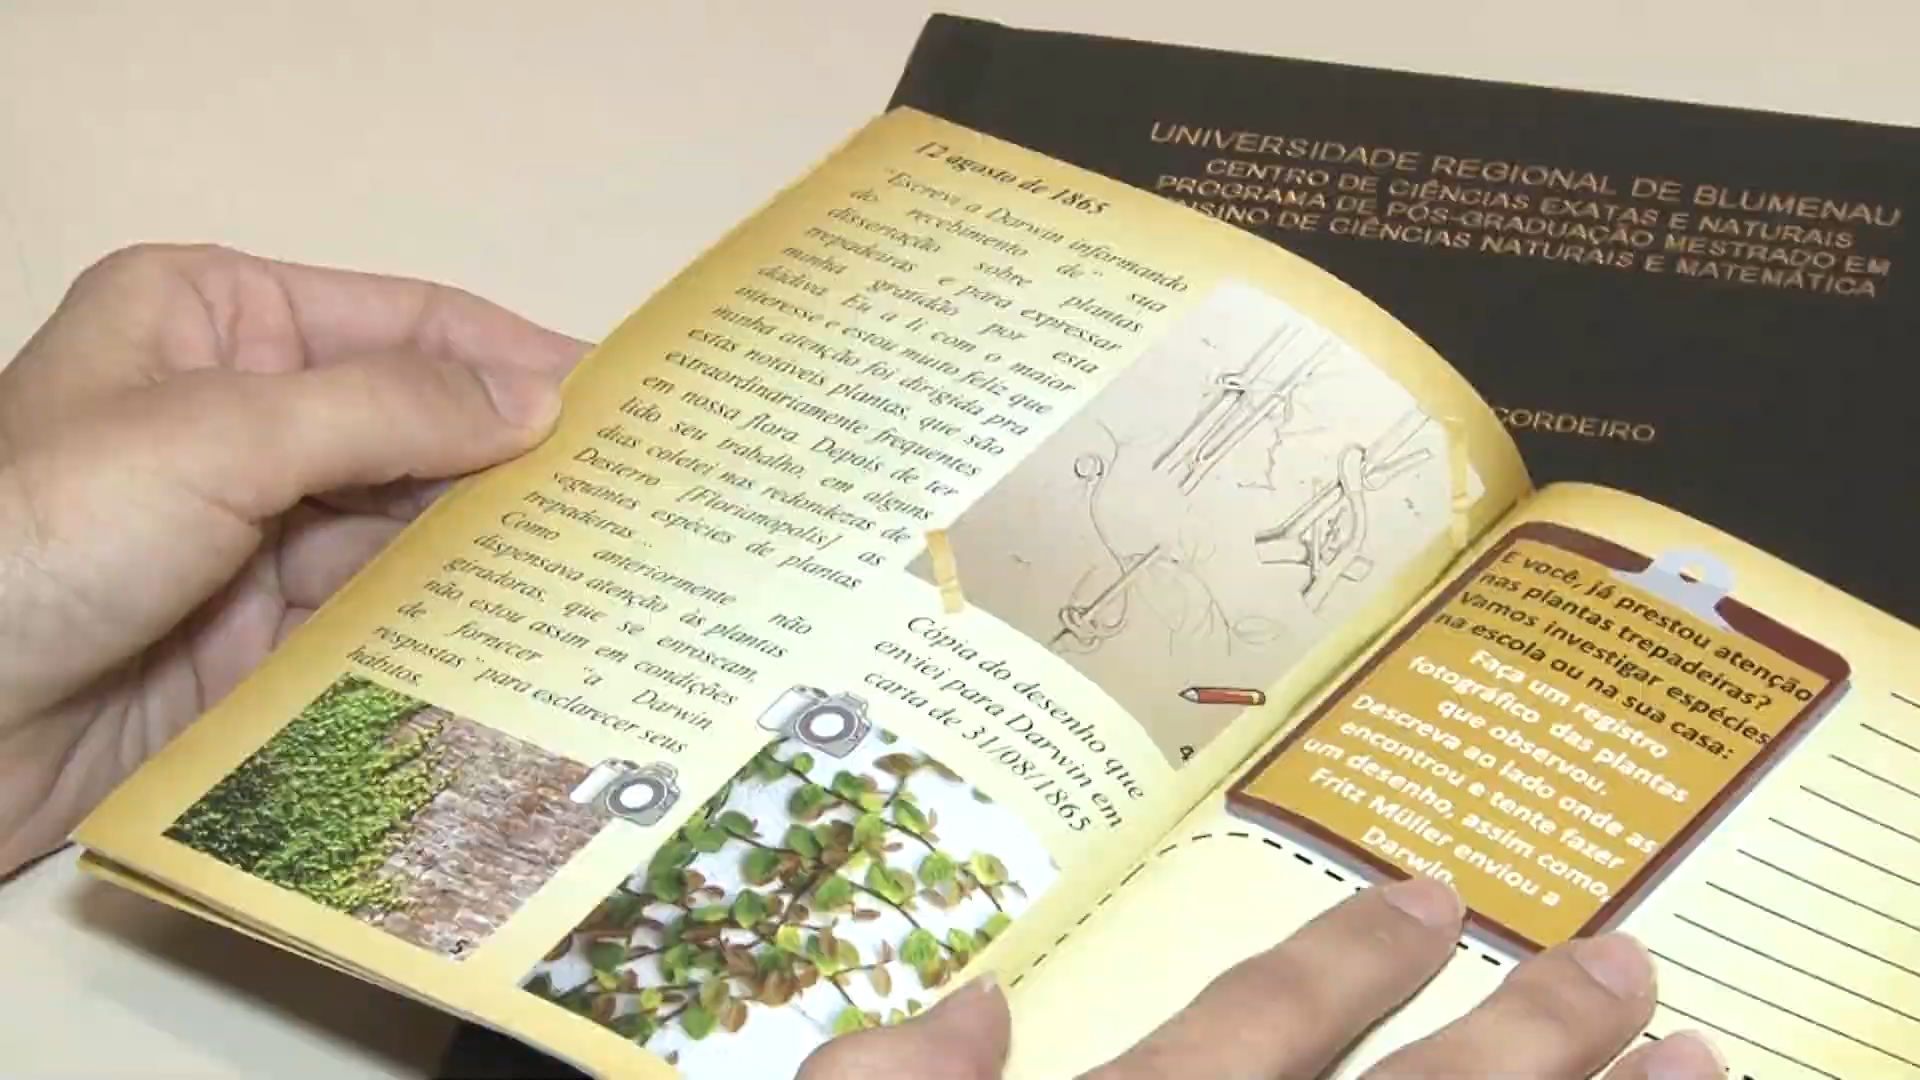 UNIVERSIDADE REGIONAL DE BLUMENAU
CENTRO DE CIÊNCIAS EXATAS E NATURAIS
PROGRAMA DE PÓS-GRADUAÇÃO MESTRADO EM
ENSINO DE CIÊNCIAS NATURAIS E MATEMÁTICA
CORDEIRO
12 agosto de 1865
"Escrevi a Darwin informando
do recebimento de" sua
dissertação sobre plantas
trepadeiras e para expressar
minha gratidão por esta
dádiva. Eu a li com o maior
interesse e estou muito feliz que
minha atenção foi dirigida pra
estas notáveis plantas, que são
extraordinariamente frequentes
em nossa flora. Depois de ter
lido seu trabalho, em alguns
dias coletei nas redondezas de
Desterro [Florianopolis] as
seguintes espécies de plantas
trepadeiras...
Como anteriormente não
dispensava atenção às plantas
giradoras, que se enroscam,
não estou assim em condições
de fornecer "a Darwin
respostas" para esclarecer seus
hábitos.
Cópia do desenho que
enviei para Darwin em
carta de 31/08/1865
4
5
E você, já prestou atenção
nas plantas trepadeiras?
Vamos investigar espécies
na escola ou na sua casa:
Faça um registro
fotográfico das plantas
que observou.
Descreva ao lado onde as
encontrou e tente fazer
um desenho, assim como,
Fritz Müller enviou a
Darwin.